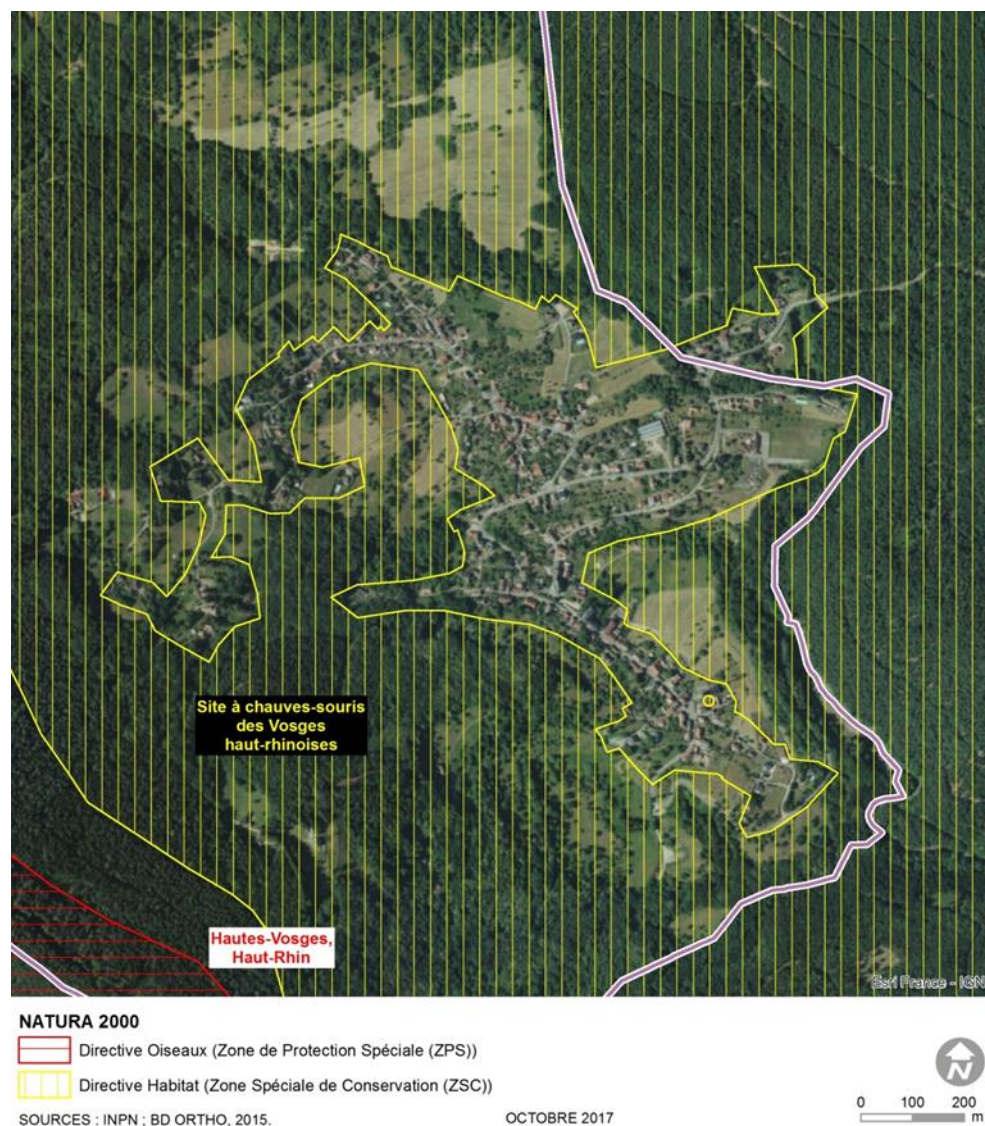 Site à chauves-souris
des Vosges
haut-rhinoises
Hautes-Vosges,
Haut-Rhin
Esri France - IGN
NATURA 2000
Directive Oiseaux (Zone de Protection Spéciale (ZPS))
Directive Habitat (Zone Spéciale de Conservation (ZSC))
N
0 100 200
m
SOURCES : INPN ; BD ORTHO, 2015. OCTOBRE 2017